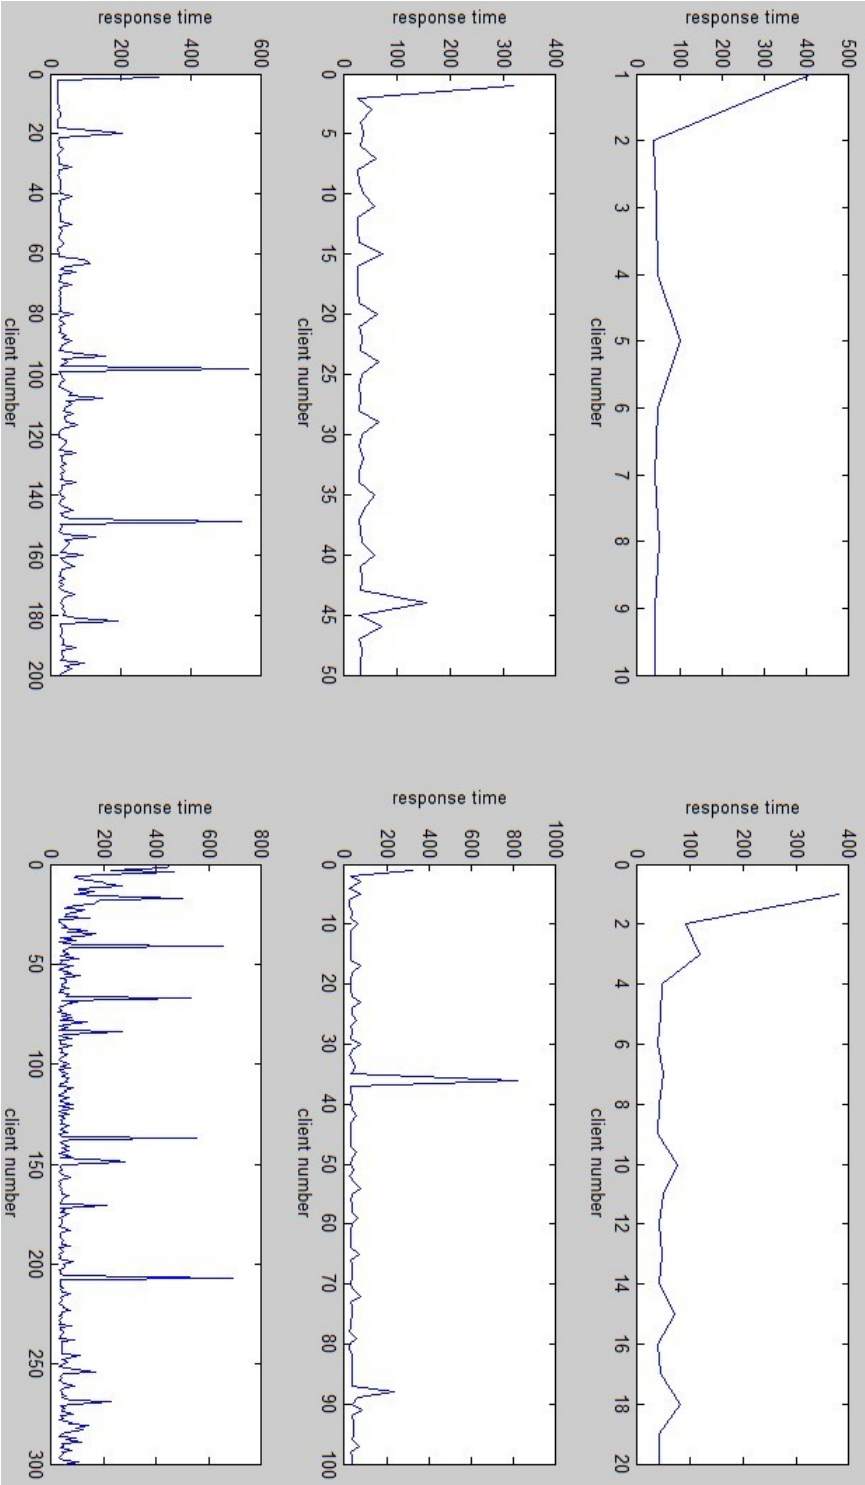 response time
500
400
300
200
100
0
1 2 3 4 5 6 7 8 9 10
client number
response time
400
300
200
100
0
0 2 4 6 8 10 12 14 16 18 20
client number
response time
400
300
200
100
0
0 5 10 15 20 25 30 35 40 45 50
client number
response time
1000
800
600
400
200
0
0 10 20 30 40 50 60 70 80 90 100
client number
response time
600
400
200
0
0 20 40 60 80 100 120 140 160 180 200
client number
response time
800
600
400
200
0
0 50 100 150 200 250 300
client number